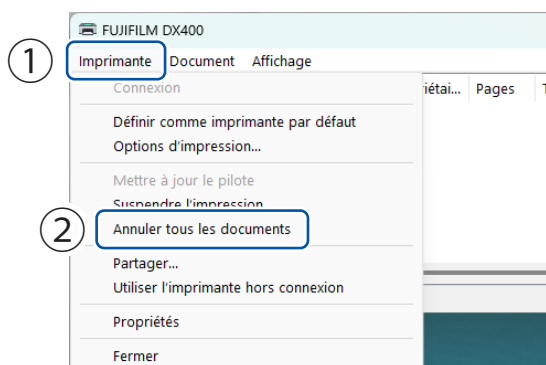 FUJIFILM DX400
① Imprimante Document Affichage
Connexion
iétai... Pages
Définir comme imprimante par défaut
Options d'impression...
Mettre à jour le pilote
Suspendre l'impression
② Annuler tous les documents
Partager...
Utiliser l'imprimante hors connexion
Propriétés
Fermer